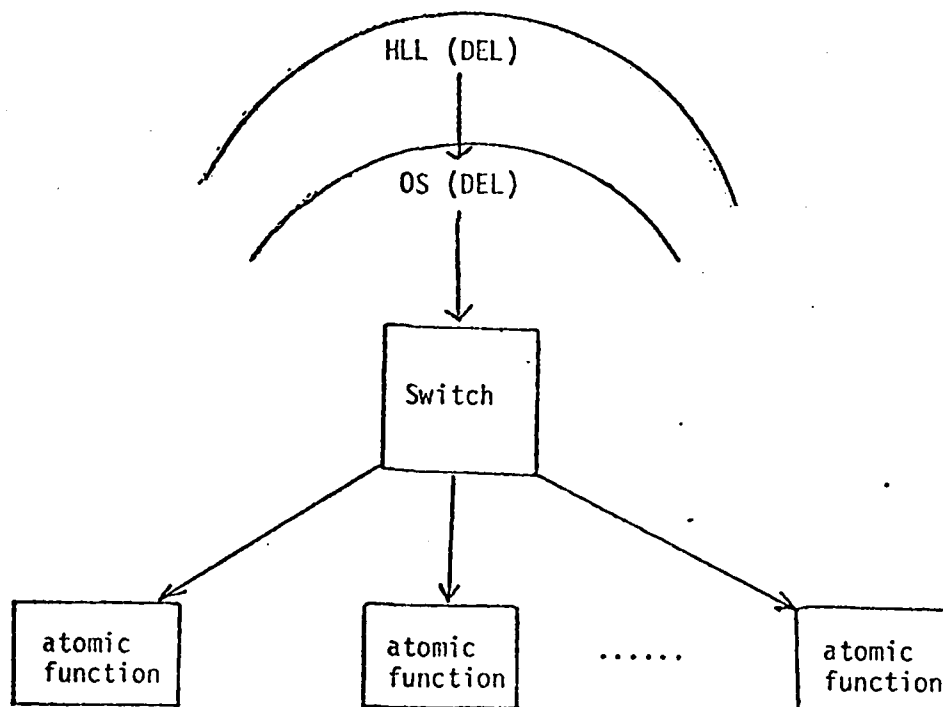 HLL (DEL)
OS (DEL)
Switch
atomic
function
atomic
function
......
atomic
function